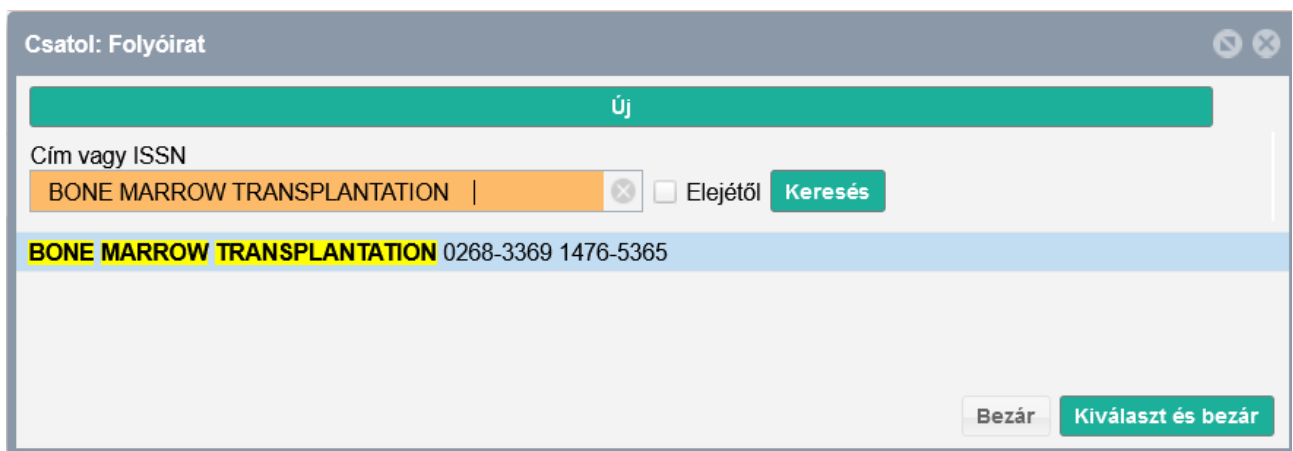 Csatol: Folyóirat
Új
Cím vagy ISSN
BONE MARROW TRANSPLANTATION Elejétől Keresés
BONE MARROW TRANSPLANTATION 0268-3369 1476-5365
Bezár Kiválaszt és bezár